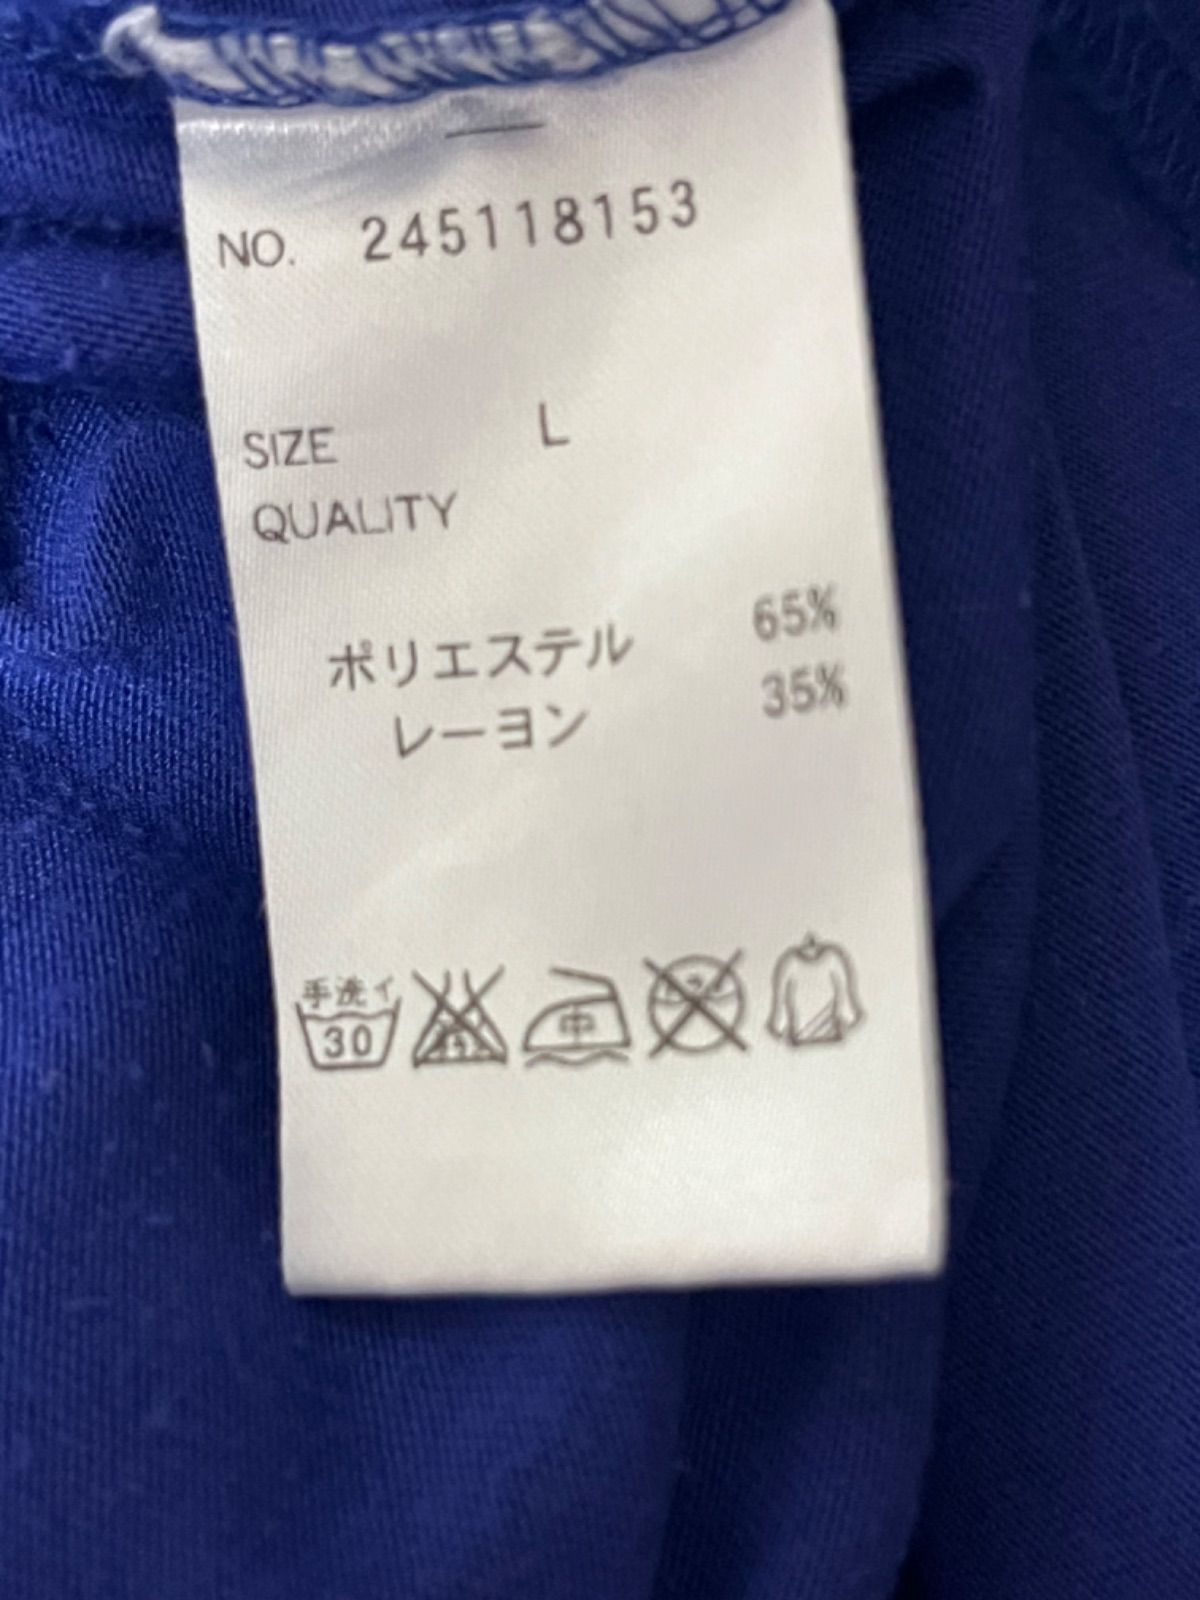 NO. 245118153
SIZE L
QUALITY
ポリエステル 65%
レーヨン 35%
手洗イ
30
中